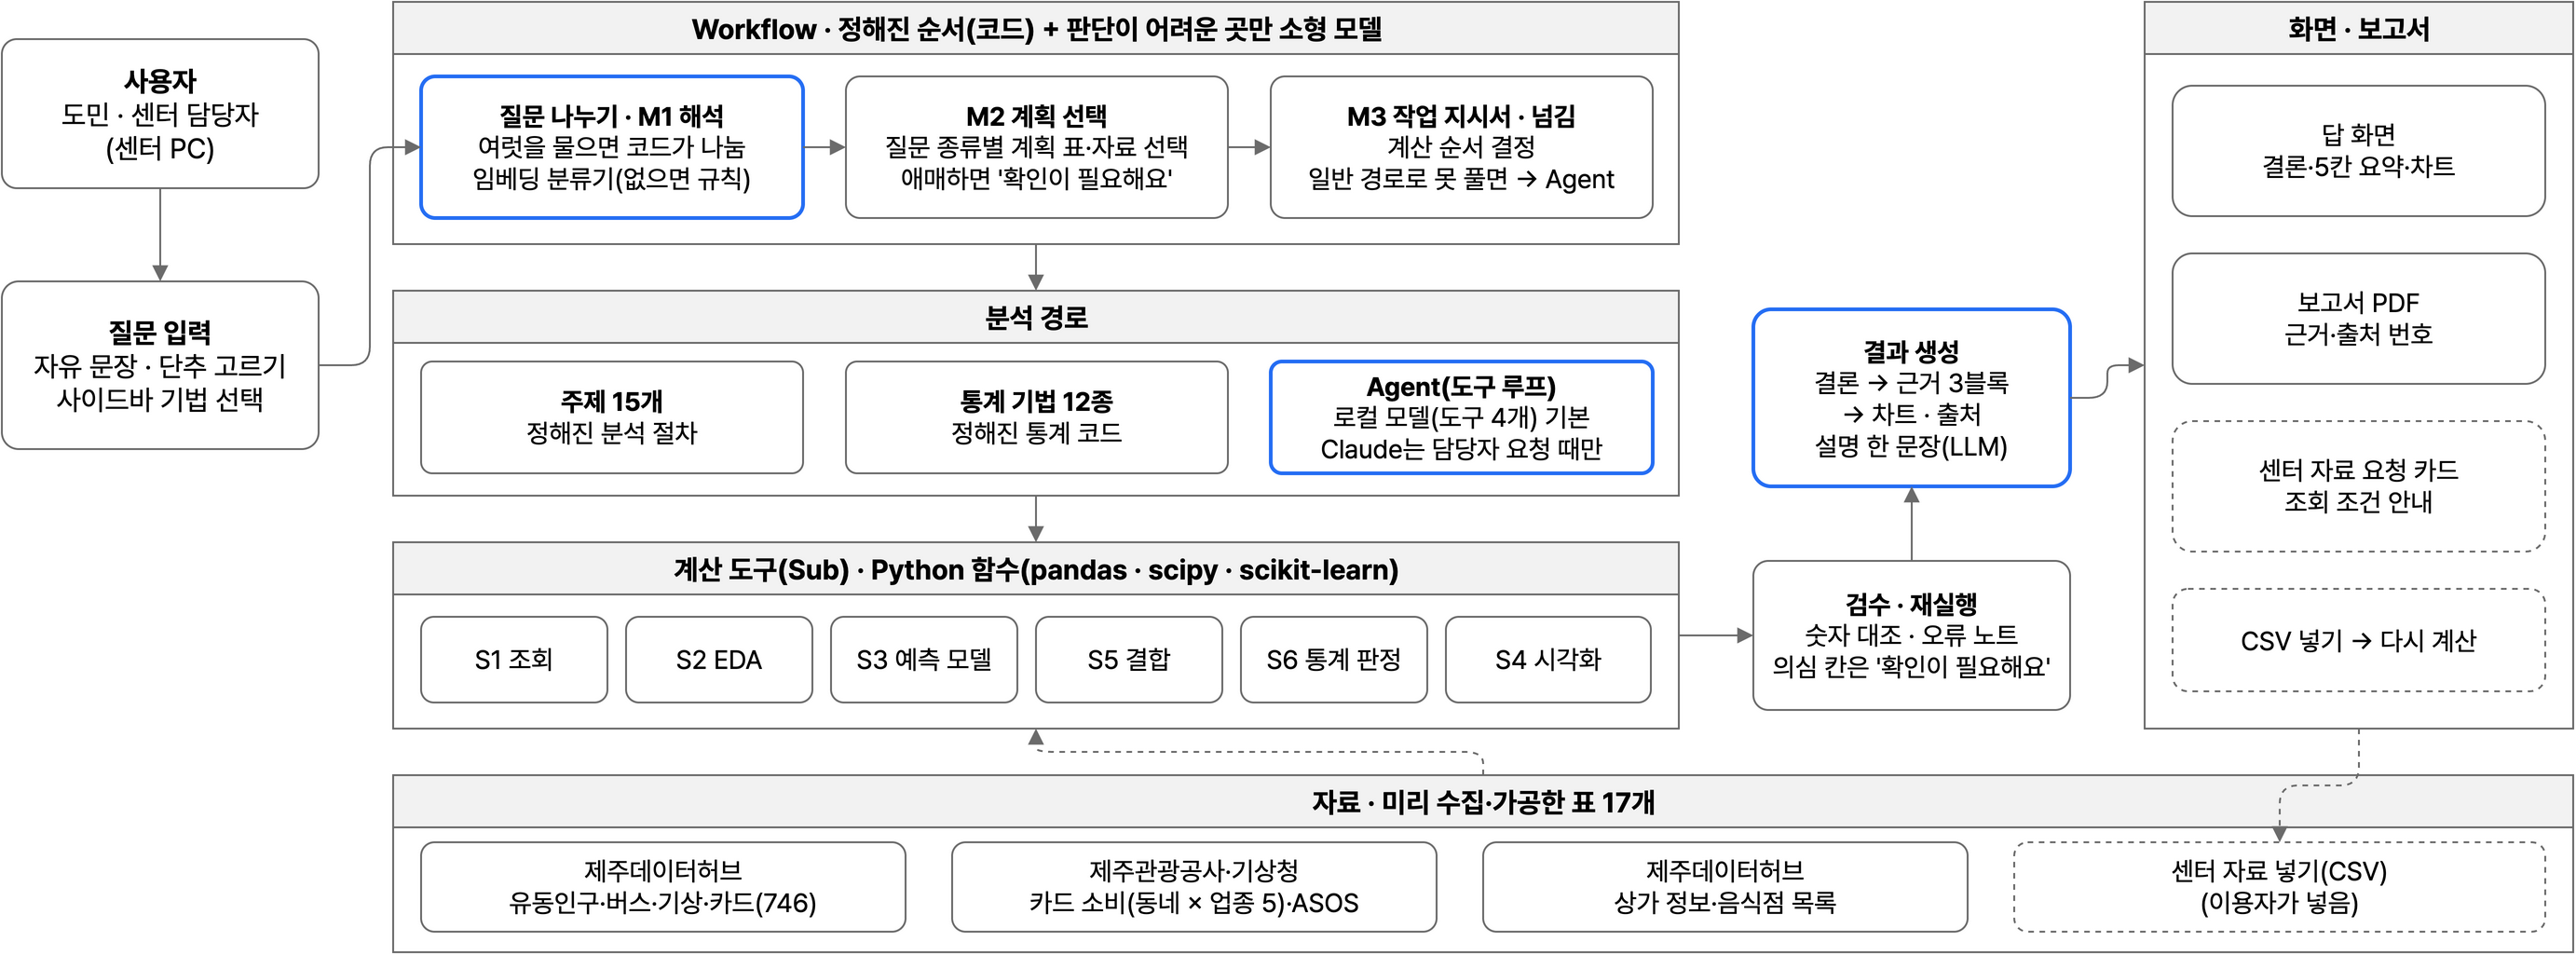 사용자
도민 · 센터 담당자
(센터 PC)
질문 입력
자유 문장 · 단추 고르기
사이드바 기법 선택
Workflow · 정해진 순서(코드) + 판단이 어려운 곳만 소형 모델
질문 나누기 · M1 해석
여럿을 물으면 코드가 나눔
임베딩 분류기(없으면 규칙)
M2 계획 선택
질문 종류별 계획 표·자료 선택
애매하면 '확인이 필요해요'
M3 작업 지시서 · 넘김
계산 순서 결정
일반 경로로 못 풀면 → Agent
분석 경로
주제 15개
정해진 분석 절차
통계 기법 12종
정해진 통계 코드
Agent(도구 루프)
로컬 모델(도구 4개) 기본
Claude는 담당자 요청 때만
계산 도구(Sub) · Python 함수(pandas · scipy · scikit-learn)
S1 조회
S2 EDA
S3 예측 모델
S5 결합
S6 통계 판정
S4 시각화
결과 생성
결론 → 근거 3블록
→ 차트 · 출처
설명 한 문장(LLM)
검수 · 재실행
숫자 대조 · 오류 노트
의심 칸은 '확인이 필요해요'
화면 · 보고서
답 화면
결론·5칸 요약·차트
보고서 PDF
근거·출처 번호
센터 자료 요청 카드
조회 조건 안내
CSV 넣기 → 다시 계산
자료 · 미리 수집·가공한 표 17개
제주데이터허브
유동인구·버스·기상·카드(746)
제주관광공사·기상청
카드 소비(동네 × 업종 5)·ASOS
제주데이터허브
상가 정보·음식점 목록
센터 자료 넣기(CSV)
(이용자가 넣음)